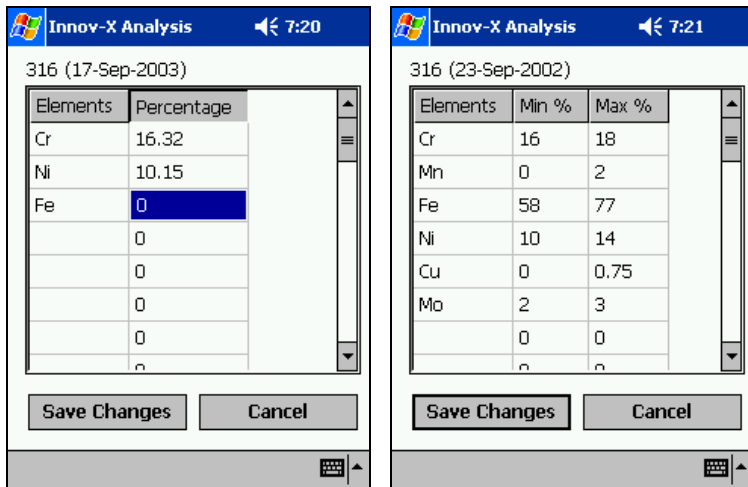 Innov-X Analysis 7:20
316 (17-Sep-2003)
Elements Percentage
Cr 16.32
Ni 10.15
Fe 0
0
0
0
0
0
Save Changes Cancel
Innov-X Analysis 7:21
316 (23-Sep-2002)
Elements Min % Max %
Cr 16 18
Mn 0 2
Fe 58 77
Ni 10 14
Cu 0 0.75
Mo 2 3
0 0
0 0
Save Changes Cancel